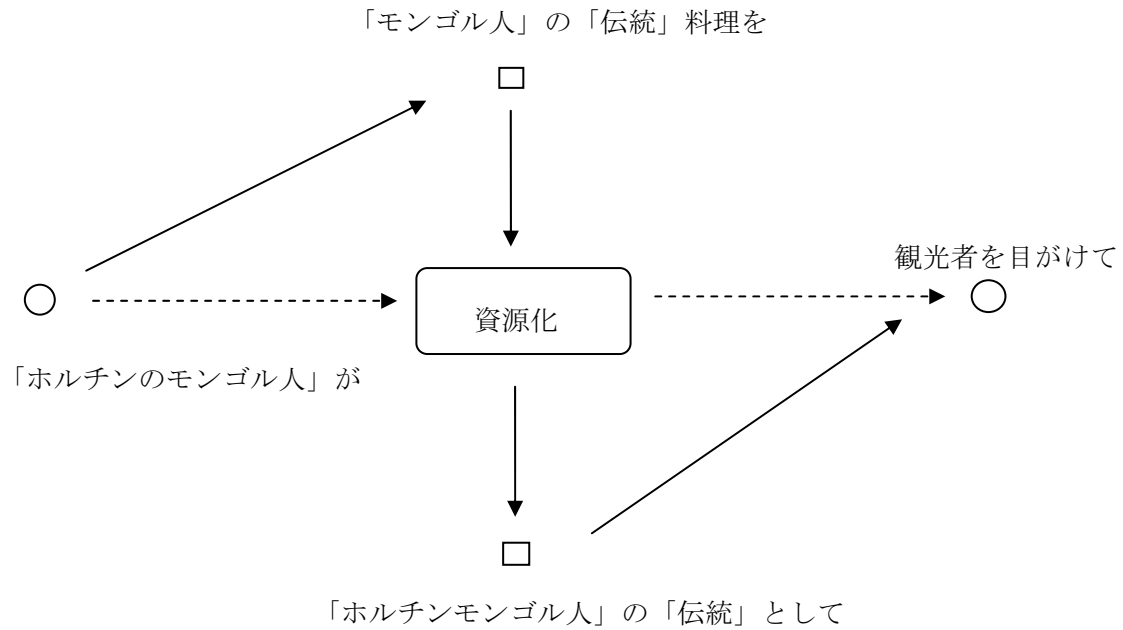 「モンゴル人」の「伝統」料理を
観光者を目がけて
資源化
「ホルチンのモンゴル人」が
「ホルチンモンゴル人」の「伝統」として